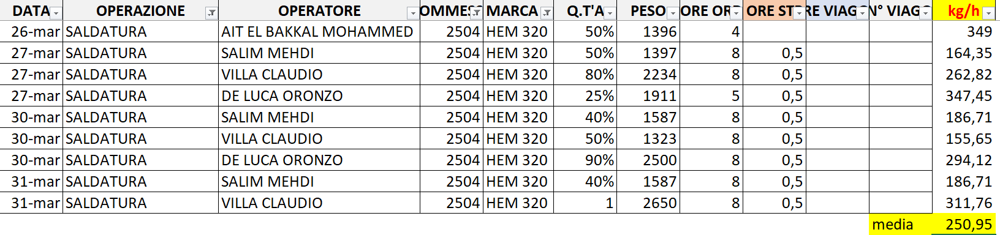 DATA OPERAZIONE OPERATORE OMMESS MARCA Q.T'A PESO ORE ORD ORE STR RE VIAGG N° VIAGG kg/h
26-mar SALDATURA AIT EL BAKKAL MOHAMMED 2504 HEM 320 50% 1396 4 349
27-mar SALDATURA SALIM MEHDI 2504 HEM 320 50% 1397 8 0,5 164,35
27-mar SALDATURA VILLA CLAUDIO 2504 HEM 320 80% 2234 8 0,5 262,82
27-mar SALDATURA DE LUCA ORONZO 2504 HEM 320 25% 1911 5 0,5 347,45
30-mar SALDATURA SALIM MEHDI 2504 HEM 320 40% 1587 8 0,5 186,71
30-mar SALDATURA VILLA CLAUDIO 2504 HEM 320 50% 1323 8 0,5 155,65
30-mar SALDATURA DE LUCA ORONZO 2504 HEM 320 90% 2500 8 0,5 294,12
31-mar SALDATURA SALIM MEHDI 2504 HEM 320 40% 1587 8 0,5 186,71
31-mar SALDATURA VILLA CLAUDIO 2504 HEM 320 1 2650 8 0,5 311,76
media 250,95